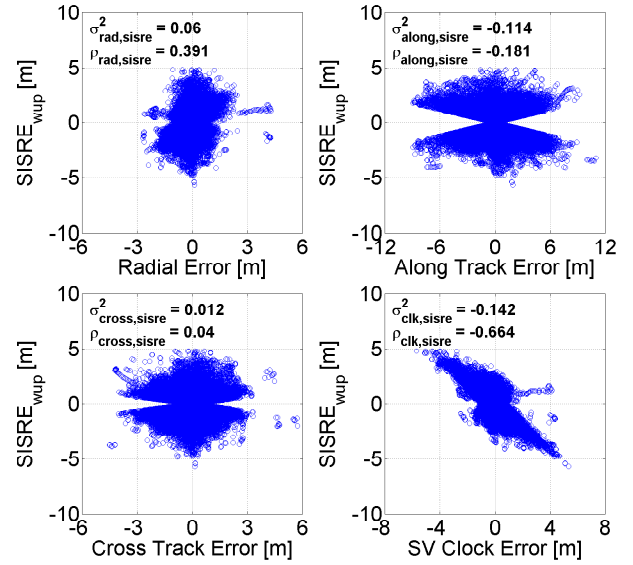 σ²rad,sisre = 0.06
ρrad,sisre = 0.391
SISREwup [m]
10
5
0
-5
-10
-6 -3 0 3 6
Radial Error [m]
σ²along,sisre = -0.114
ρalong,sisre = -0.181
SISREwup [m]
10
5
0
-5
-10
-12 -6 0 6 12
Along Track Error [m]
σ²cross,sisre = 0.012
ρcross,sisre = 0.04
SISREwup [m]
10
5
0
-5
-10
-6 -3 0 3 6
Cross Track Error [m]
σ²clk,sisre = -0.142
ρclk,sisre = -0.664
SISREwup [m]
10
5
0
-5
-10
-8 -4 0 4 8
SV Clock Error [m]